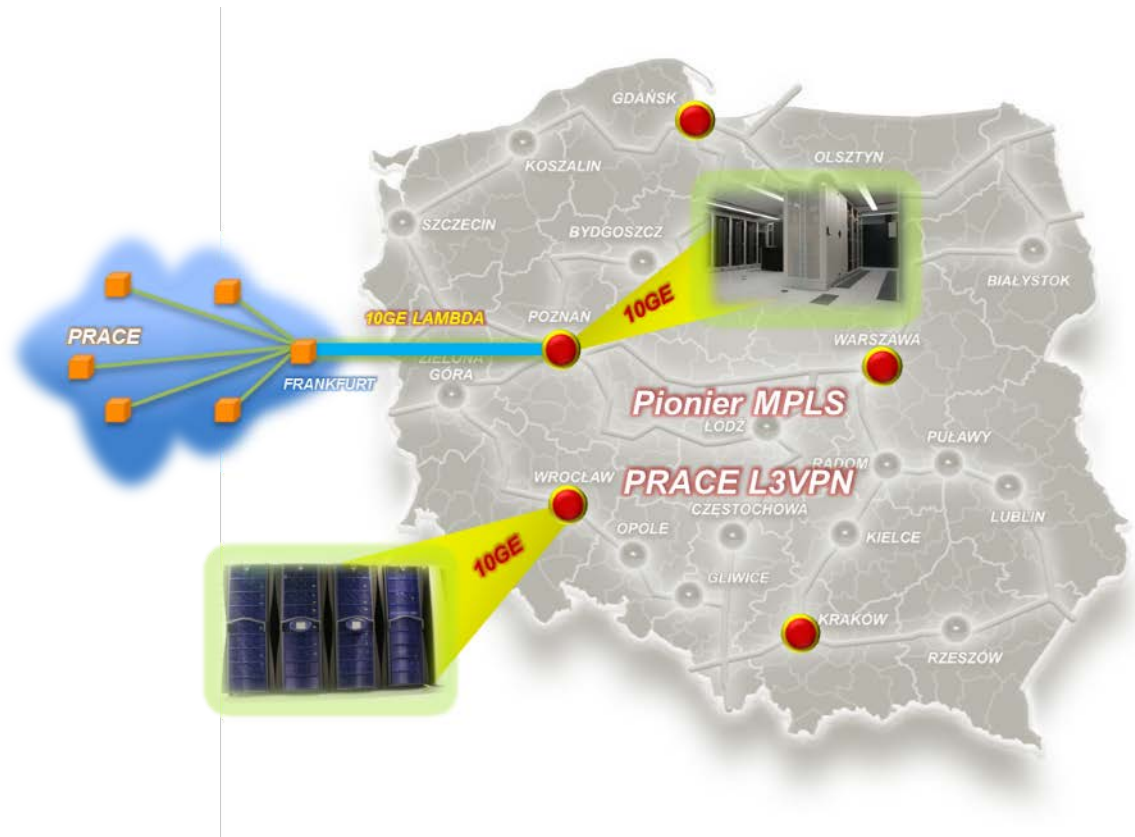 GDAŃSK
KOSZALIN
OLSZTYN
SZCZECIN
BYDGOSZCZ
BIAŁYSTOK
10GE
PRACE
10GE LAMBDA
POZNAŃ
WARSZAWA
ZIELONA
GÓRA
FRANKFURT
Pionier MPLS
ŁÓDŹ
PUŁAWY
RADOM
WROCŁAW
PRACE L3VPN
CZĘSTOCHOWA
LUBLIN
OPOLE
KIELCE
10GE
GLIWICE
KRAKÓW
RZESZÓW